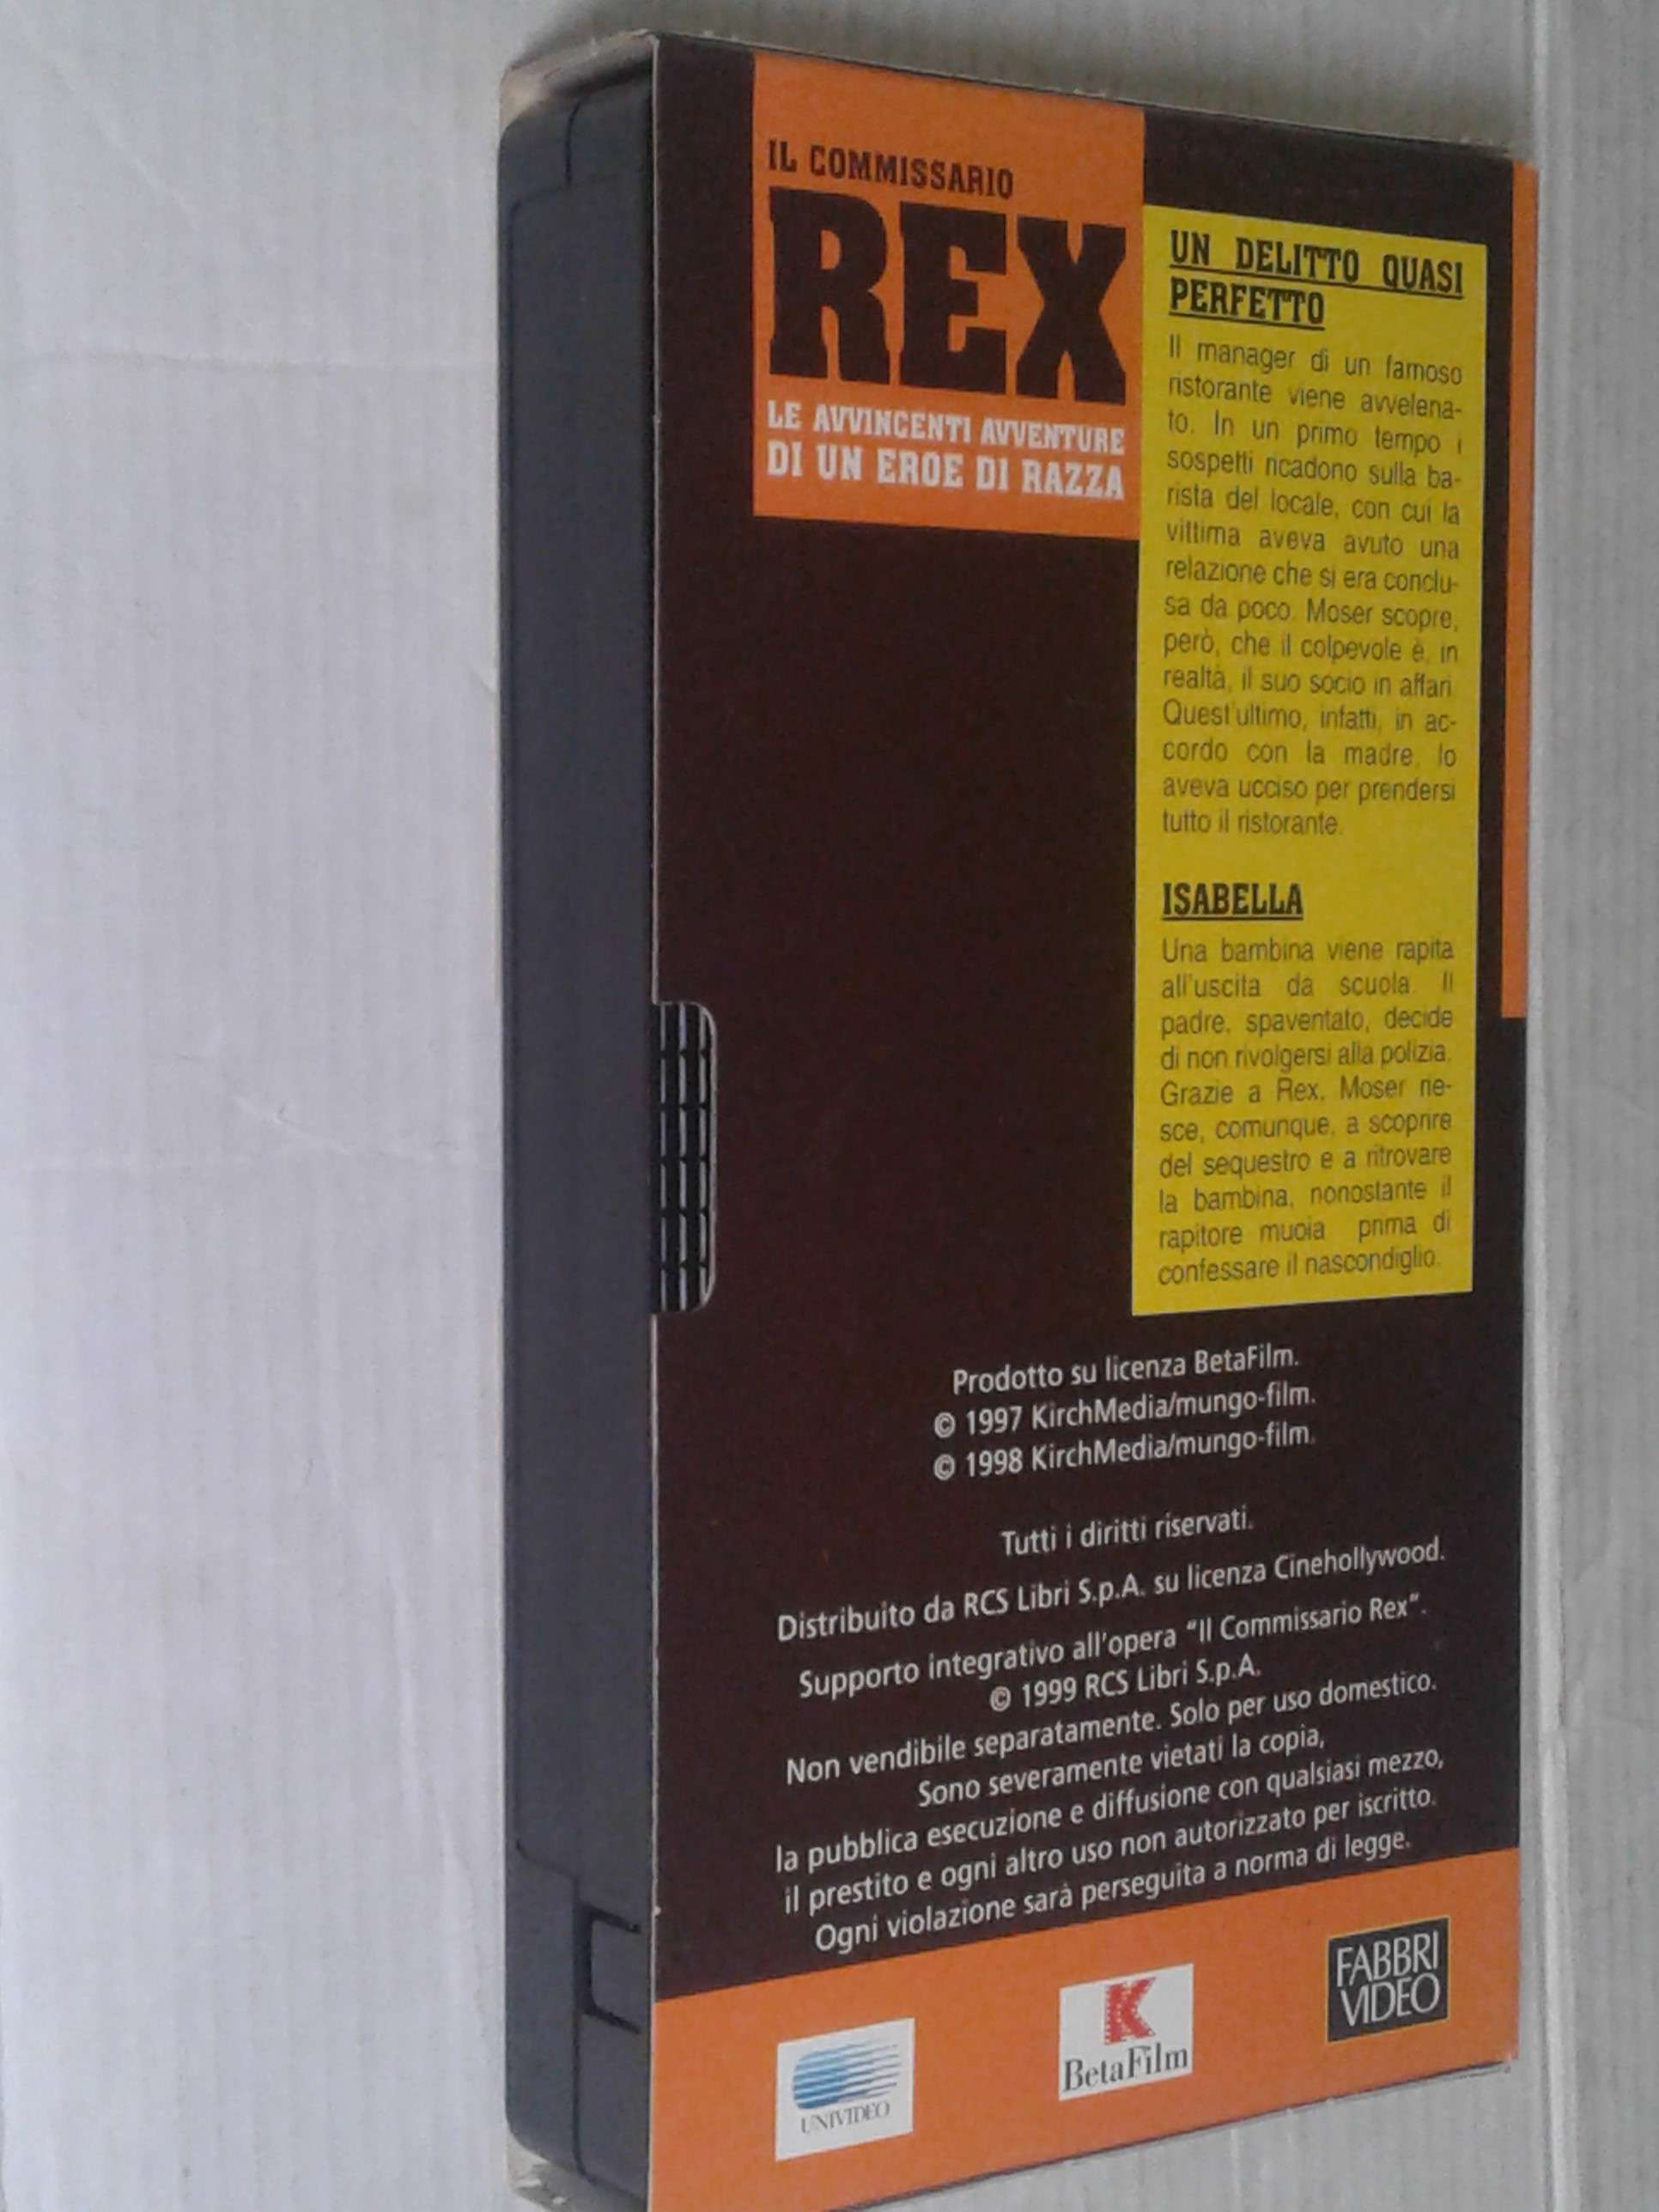 IL COMMISSARIO
REX
LE AVVINCENTI AVVENTURE
DI UN EROE DI RAZZA
UN DELITTO QUASI
PERFETTO
Il manager di un famoso
ristorante viene avvelena-
to. In un primo tempo i
sospetti ricadono sulla ba-
rista del locale, con cui la
vittima aveva avuto una
relazione che si era conclu-
sa da poco. Moser scopre,
però, che il colpevole è, in
realtà, il suo socio in affari.
Quest'ultimo, infatti, in ac-
cordo con la madre, lo
aveva ucciso per prendersi
tutto il ristorante.
ISABELLA
Una bambina viene rapita
all'uscita da scuola. Il
padre, spaventato, decide
di non rivolgersi alla polizia.
Grazie a Rex, Moser rie-
sce, comunque, a scoprire
del sequestro e a ritrovare
la bambina, nonostante il
rapitore muoia prima di
confessare il nascondiglio.
Prodotto su licenza BetaFilm.
© 1997 KirchMedia/mungo-film.
© 1998 KirchMedia/mungo-film.
Tutti i diritti riservati.
Distribuito da RCS Libri S.p.A. su licenza Cinehollywood.
Supporto integrativo all'opera "Il Commissario Rex".
© 1999 RCS Libri S.p.A.
Non vendibile separatamente. Solo per uso domestico.
Sono severamente vietati la copia,
la pubblica esecuzione e diffusione con qualsiasi mezzo,
il prestito e ogni altro uso non autorizzato per iscritto.
Ogni violazione sarà perseguita a norma di legge.
UNIVIDEO
K
BetaFilm
FABBRI
VIDEO